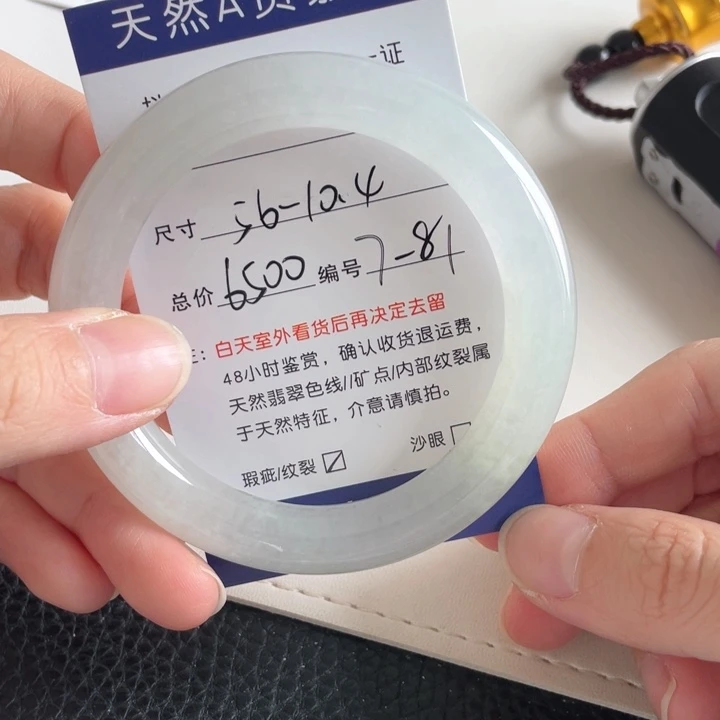 天然A货
证
尺寸 56-10.4
总价 6500 编号 7-81
：白天室外看货后再决定去留
48小时鉴赏，确认收货退运费，
天然翡翠色线//矿点/内部纹裂属
于天然特征，介意请慎拍。
瑕疵/纹裂 沙眼